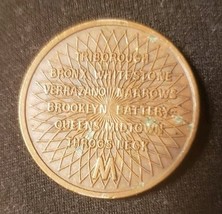 TRIBOROUGH
BRONX WHITESTONE
VERRAZANO NARROWS
BROOKLYN BATTERY
QUEENS MIDTOWN
THROGS NECK
M